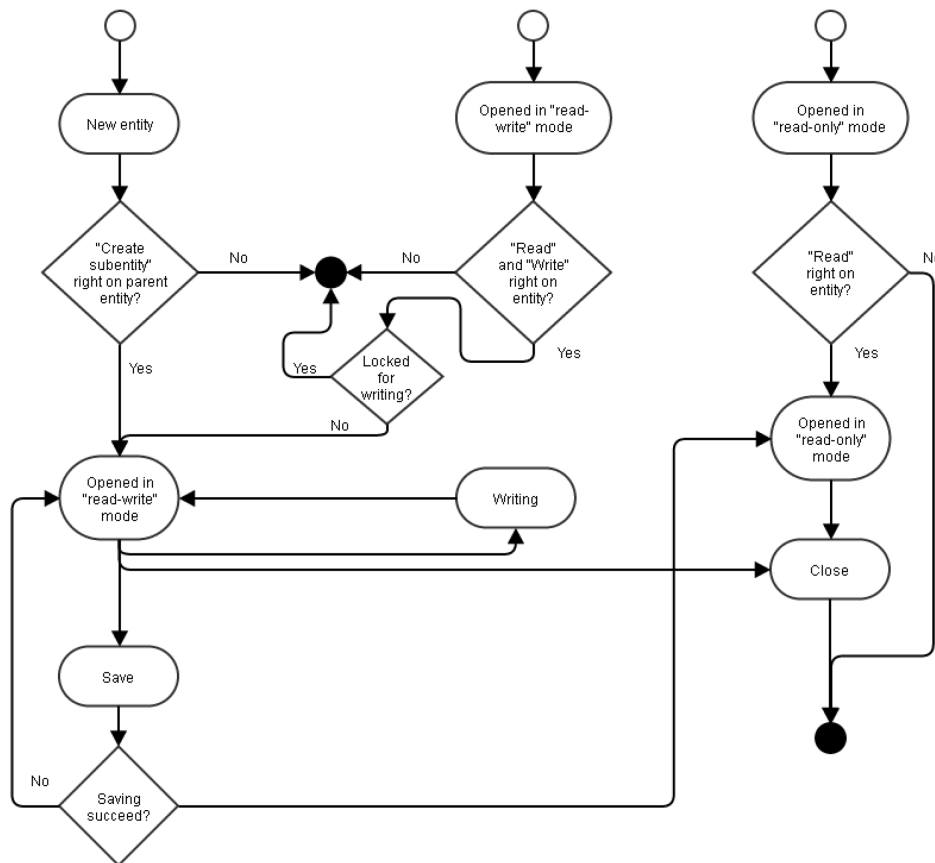 New entity
Opened in "read-
write" mode
Opened in
"read-only" mode
"Create
subentity"
right on parent
entity?
No
No
"Read"
and "Write"
right on
entity?
"Read"
right on
entity?
No
Yes
Yes
Locked
for
writing?
Yes
Yes
No
Opened in
"read-only"
mode
Opened in
"read-write"
mode
Writing
Close
Save
No
Saving
succeed?